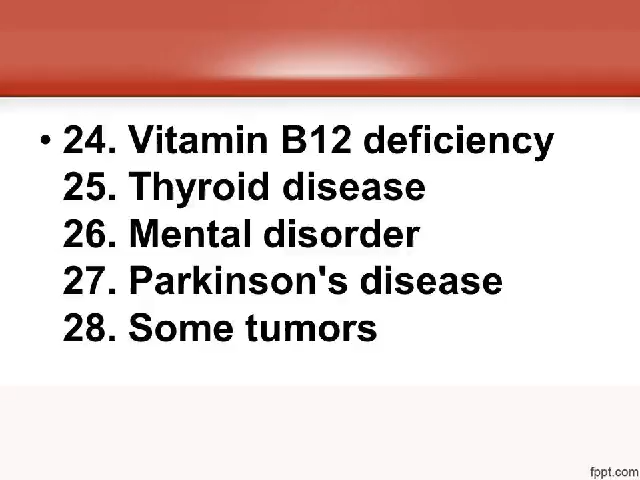 • 24. Vitamin B12 deficiency
25. Thyroid disease
26. Mental disorder
27. Parkinson's disease
28. Some tumors
fppt.com